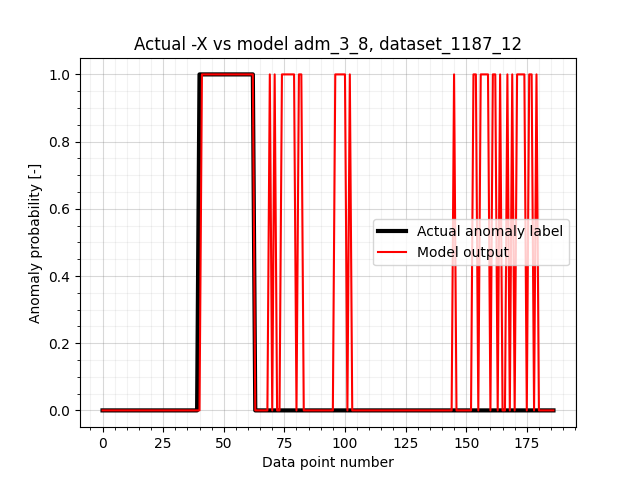 Actual -X vs model adm_3_8, dataset_1187_12
Anomaly probability [-]
1.0
0.8
0.6
0.4
0.2
0.0
Actual anomaly label
Model output
0 25 50 75 100 125 150 175
Data point number